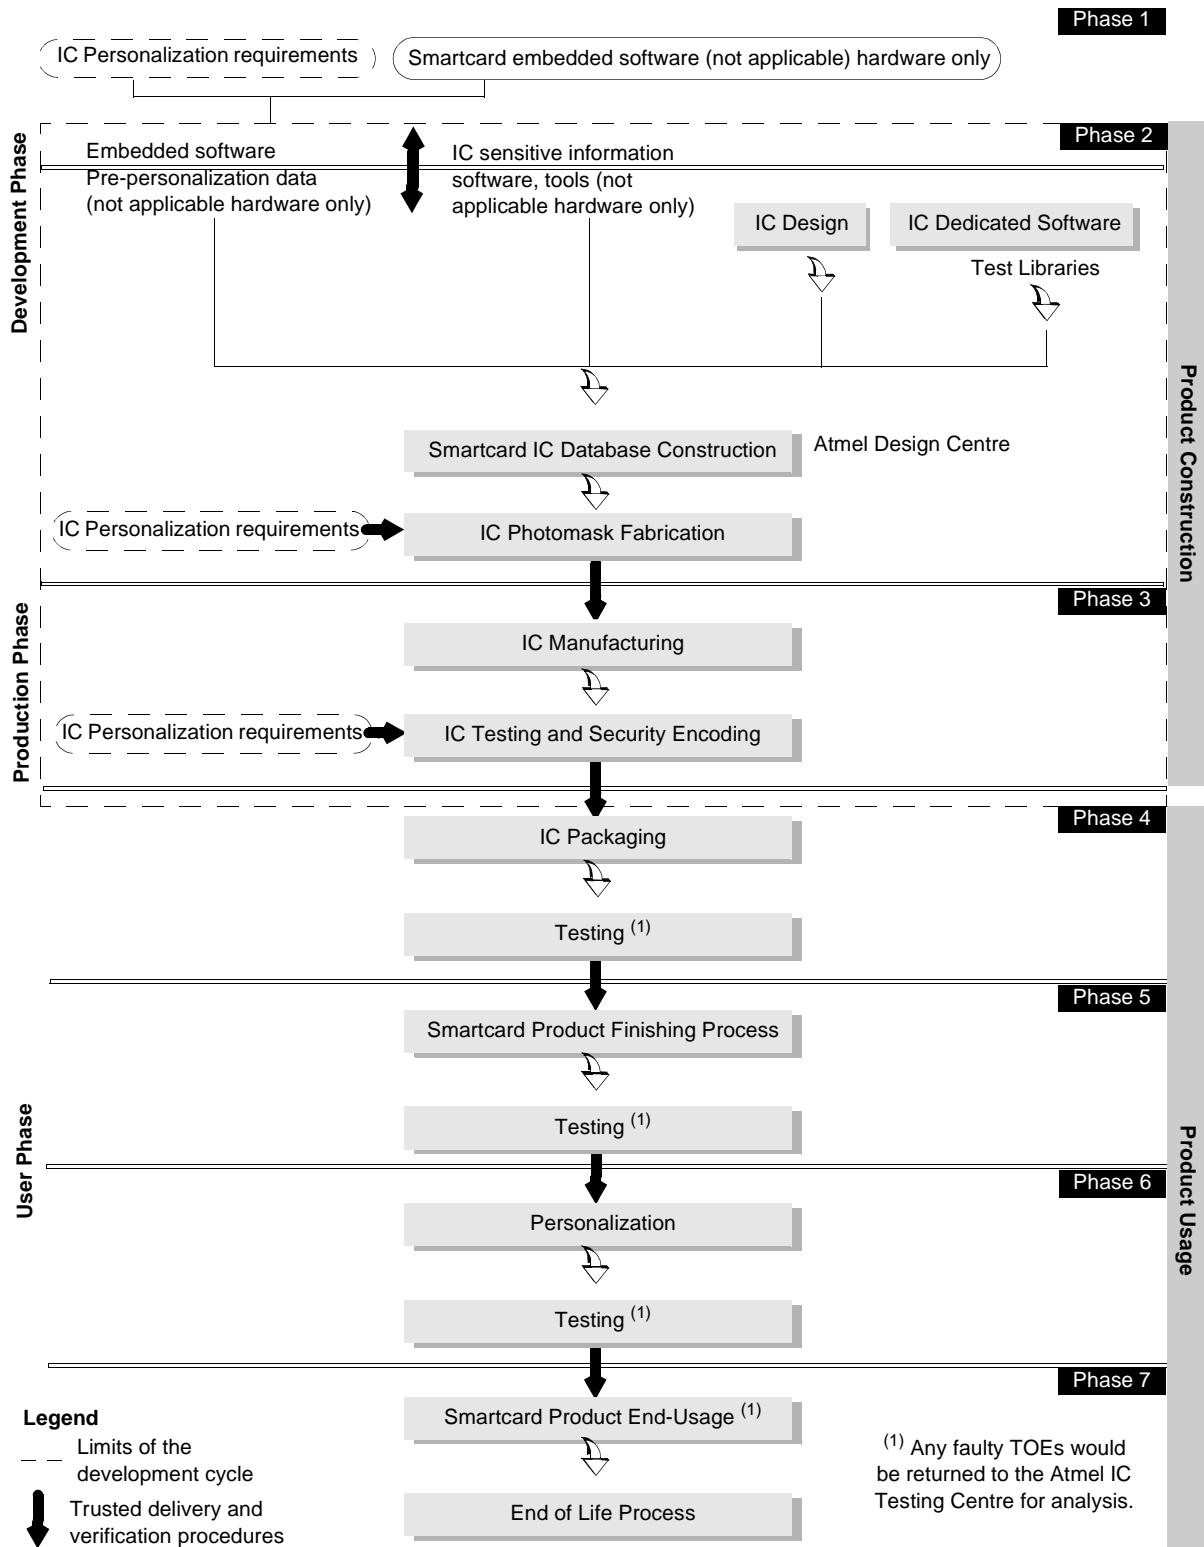 Phase 1
IC Personalization requirements
Smartcard embedded software (not applicable) hardware only
Development Phase
Phase 2
Embedded software
Pre-personalization data
(not applicable hardware only)
IC sensitive information
software, tools (not
applicable hardware only)
IC Design
IC Dedicated Software
Test Libraries
Product Construction
Smartcard IC Database Construction
Atmel Design Centre
IC Personalization requirements
IC Photomask Fabrication
Production Phase
Phase 3
IC Manufacturing
IC Personalization requirements
IC Testing and Security Encoding
Phase 4
IC Packaging
Testing (1)
Phase 5
Smartcard Product Finishing Process
Testing (1)
User Phase
Product Usage
Phase 6
Personalization
Testing (1)
Phase 7
Smartcard Product End-Usage (1)
End of Life Process
Legend
Limits of the
development cycle
Trusted delivery and
verification procedures
(1) Any faulty TOEs would
be returned to the Atmel IC
Testing Centre for analysis.